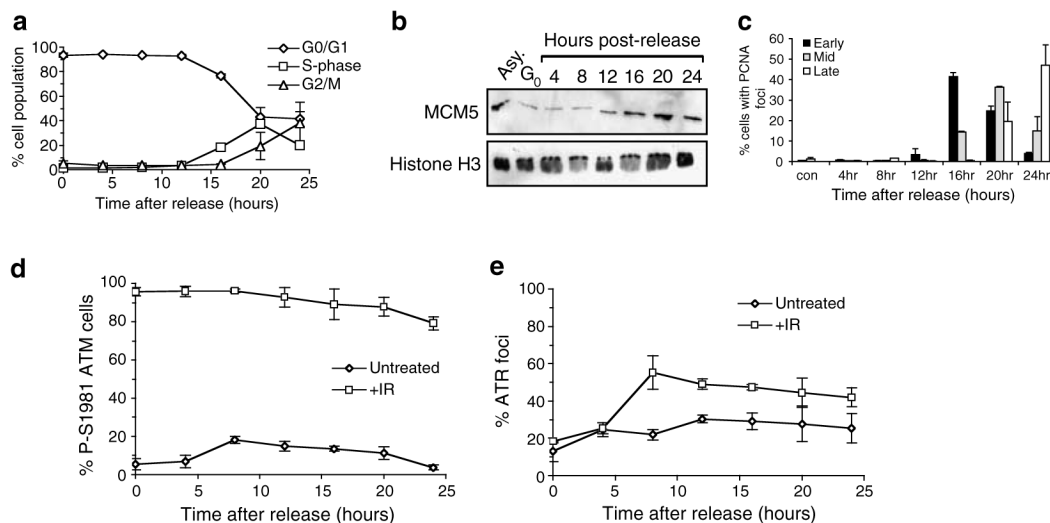 a
% cell population
100
80
60
40
20
0
G0/G1
S-phase
G2/M
0 5 10 15 20 25
Time after release (hours)
b
Hours post-release
Asy. G0 4 8 12 16 20 24
MCM5
Histone H3
c
% cells with PCNA foci
60
50
40
30
20
10
0
Early
Mid
Late
con 4hr 8hr 12hr 16hr 20hr 24hr
Time after release (hours)
d
% P-S1981 ATM cells
100
80
60
40
20
0
Untreated
+IR
0 5 10 15 20 25
Time after release (hours)
e
% ATR foci
100
80
60
40
20
0
Untreated
+IR
0 5 10 15 20 25
Time after release (hours)